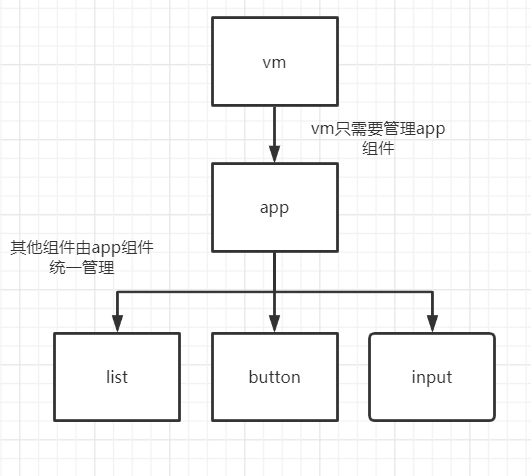 vm
vm只需要管理app
组件
app
其他组件由app组件
统一管理
list
button
input